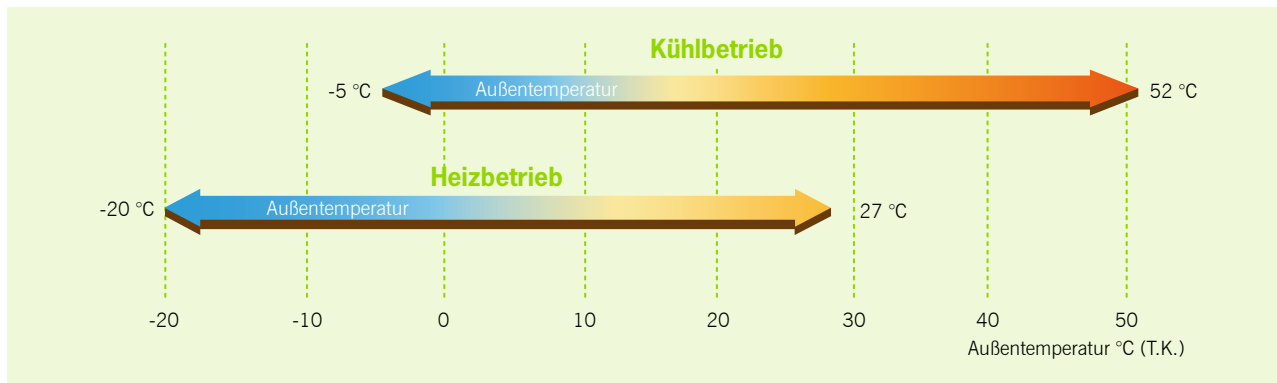 Kühlbetrieb
-5 °C
Außentemperatur
52 °C
Heizbetrieb
-20 °C
Außentemperatur
27 °C
-20 -10 0 10 20 30 40 50
Außentemperatur °C (T.K.)